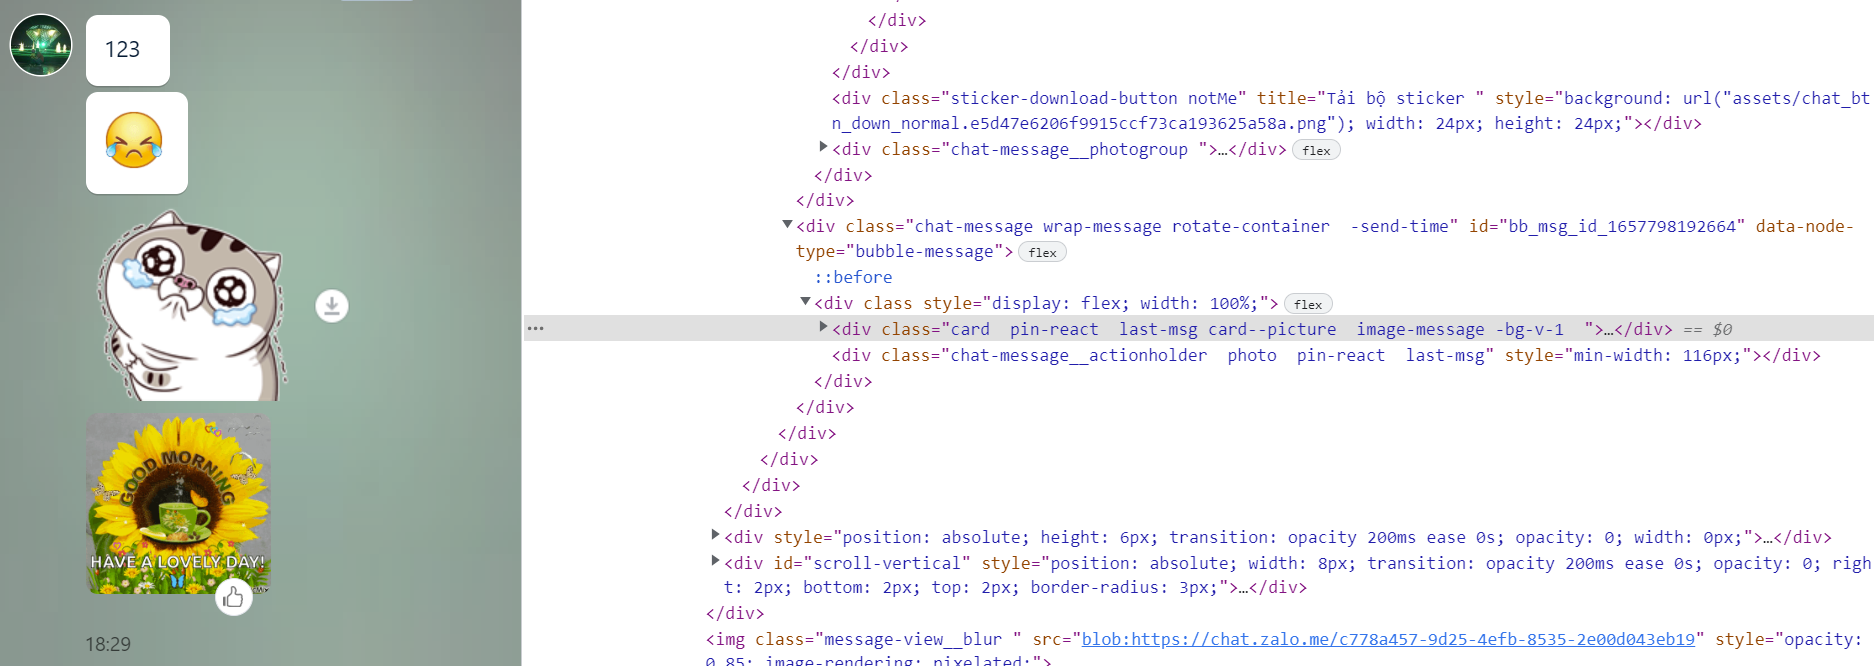 123
GOOD MORNING
HAVE A LOVELY DAY!
18:29
</div>
</div>
</div>
<div class="sticker-download-button notMe" title="Tải bộ sticker " style="background: url("assets/chat_bt
n_down_normal.e5d47e6206f9915ccf73ca193625a58a.png"); width: 24px; height: 24px;"></div>
<div class="chat-message__photogroup ">…</div> flex
</div>
</div>
<div class="chat-message wrap-message rotate-container  -send-time" id="bb_msg_id_1657798192664" data-node-
type="bubble-message"> flex
::before
<div class style="display: flex; width: 100%;"> flex
<div class="card  pin-react  last-msg card--picture  image-message -bg-v-1  ">…</div> == $0
<div class="chat-message__actionholder  photo  pin-react  last-msg" style="min-width: 116px;"></div>
</div>
</div>
</div>
</div>
</div>
</div>
<div style="position: absolute; height: 6px; transition: opacity 200ms ease 0s; opacity: 0; width: 0px;">…</div>
<div id="scroll-vertical" style="position: absolute; width: 8px; transition: opacity 200ms ease 0s; opacity: 0; righ
t: 2px; bottom: 2px; top: 2px; border-radius: 3px;">…</div>
</div>
<img class="message-view__blur " src="blob:https://chat.zalo.me/c778a457-9d25-4efb-8535-2e00d043eb19" style="opacity:
0.85; image-rendering: pixelated;">